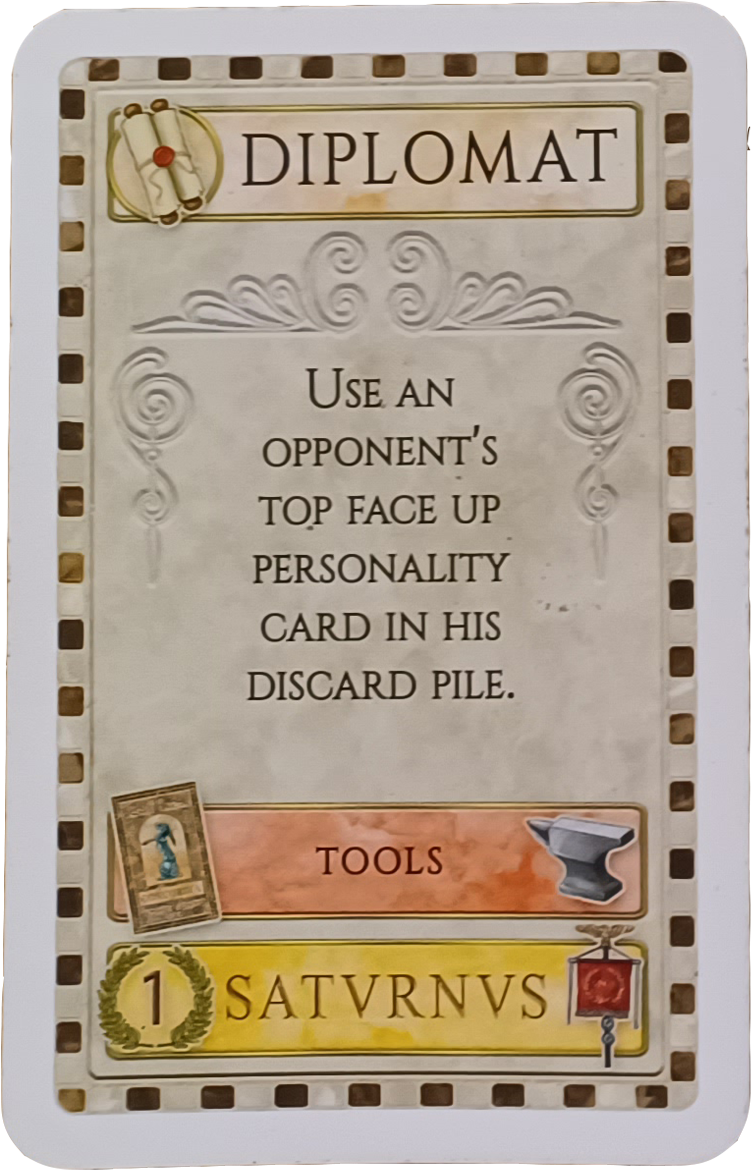 DIPLOMAT
USE AN
OPPONENT'S
TOP FACE UP
PERSONALITY
CARD IN HIS
DISCARD PILE.
TOOLS
1 SATVRNVS